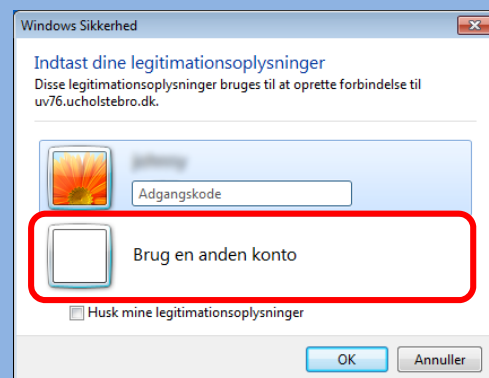 Windows Sikkerhed
Indtast dine legitimationsoplysninger
Disse legitimationsoplysninger bruges til at oprette forbindelse til
uv76.ucholstebro.dk.
Adgangskode
Brug en anden konto
Husk mine legitimationsoplysninger
OK Annuller